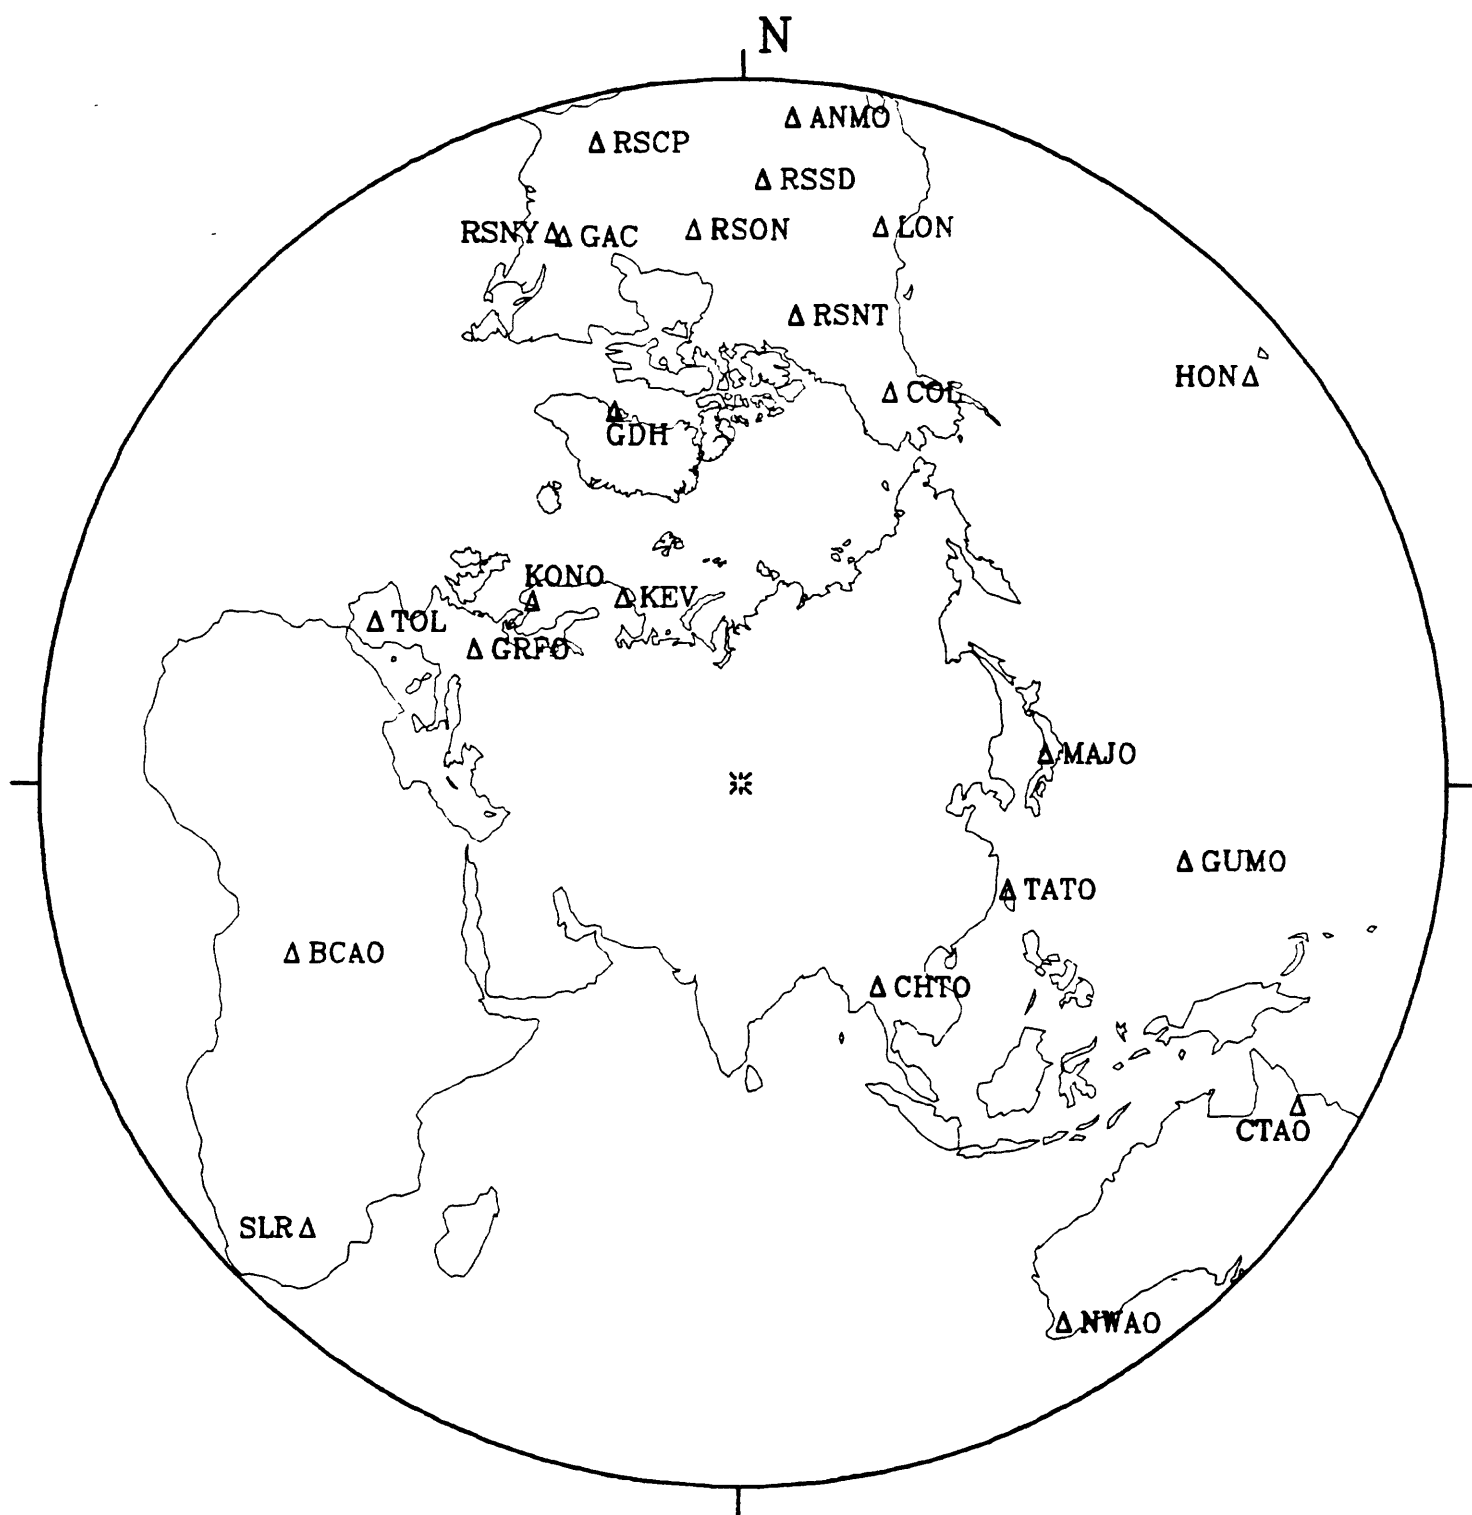 N
ANMO
RSCP
RSSD
RSNY
GAC
RSON
LON
RSNT
HON
COL
GDH
KONO
KEV
TOL
GRFO
MAJO
GUMO
TATO
BCAO
CHTO
CTAO
SLR
NWAO